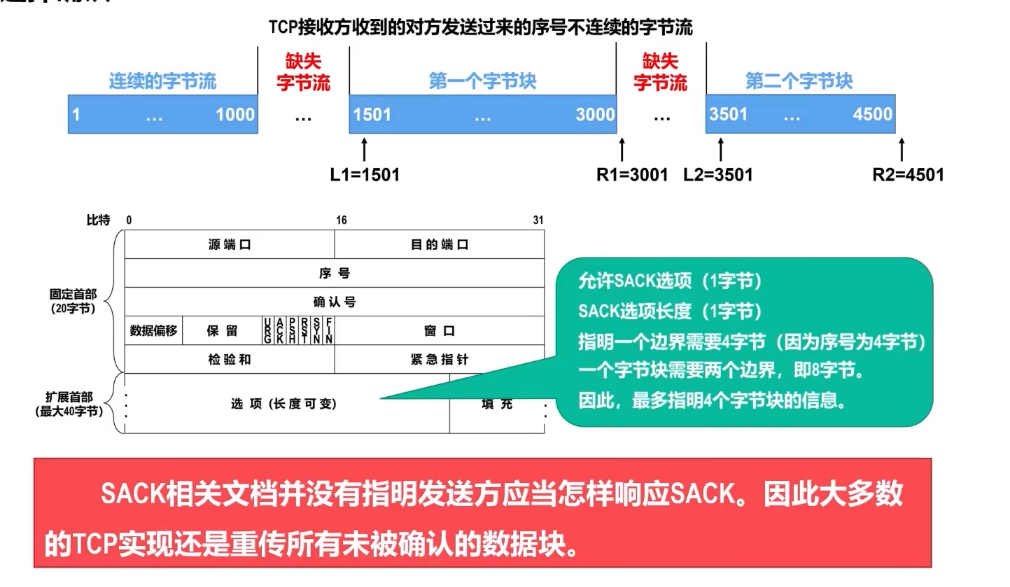 TCP接收方收到的对方发送过来的序号不连续的字节流
连续的字节流
缺失
字节流
第一个字节块
缺失
字节流
第二个字节块
1 … 1000 … 1501 … 3000 … 3501 … 4500
L1=1501 R1=3001 L2=3501 R2=4501
比特 0 16 31
源端口 目的端口
序号
确认号
数据偏移 保留 URG ACK PSH RST SYN FIN 窗口
检验和 紧急指针
选项 (长度可变) 填充
固定首部
(20字节)
扩展首部
(最大40字节)
允许SACK选项（1字节）
SACK选项长度（1字节）
指明一个边界需要4字节（因为序号为4字节）
一个字节块需要两个边界，即8字节。
因此，最多指明4个字节块的信息。
SACK相关文档并没有指明发送方应当怎样响应SACK。因此大多数
的TCP实现还是重传所有未被确认的数据块。